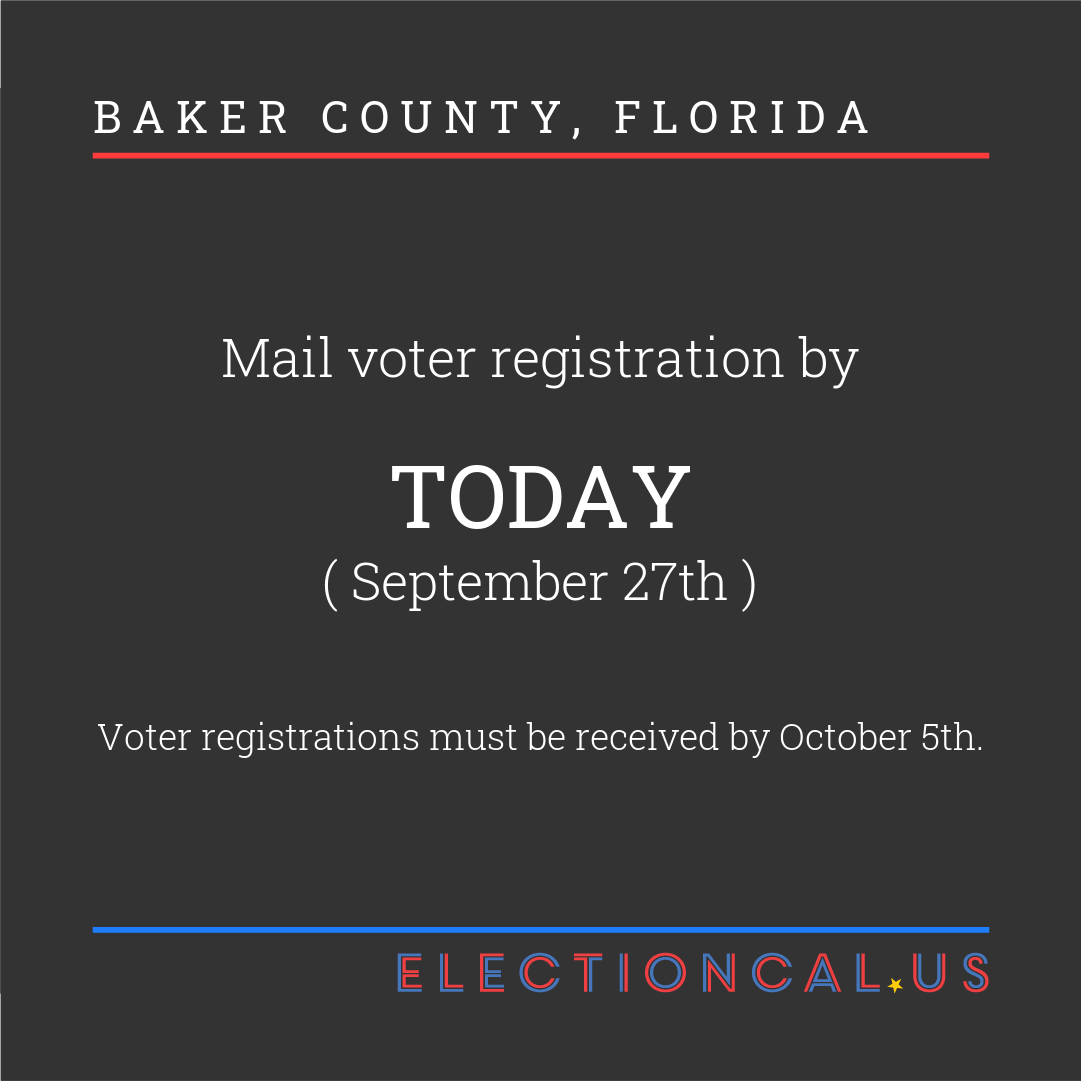 BAKER COUNTY, FLORIDA
Mail voter registration by
TODAY
( September 27th )
Voter registrations must be received by October 5th.
ELECTIONCAL.US